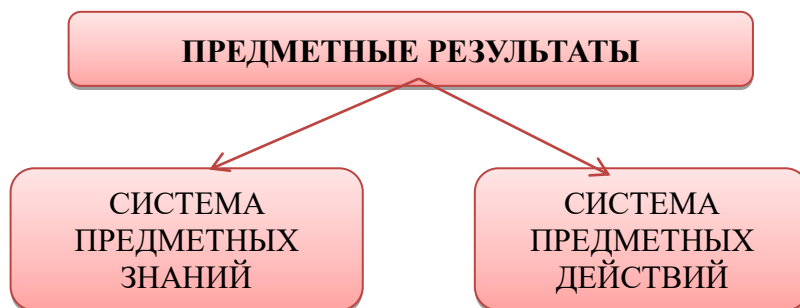 ПРЕДМЕТНЫЕ РЕЗУЛЬТАТЫ
СИСТЕМА
ПРЕДМЕТНЫХ
ЗНАНИЙ
СИСТЕМА
ПРЕДМЕТНЫХ
ДЕЙСТВИЙ